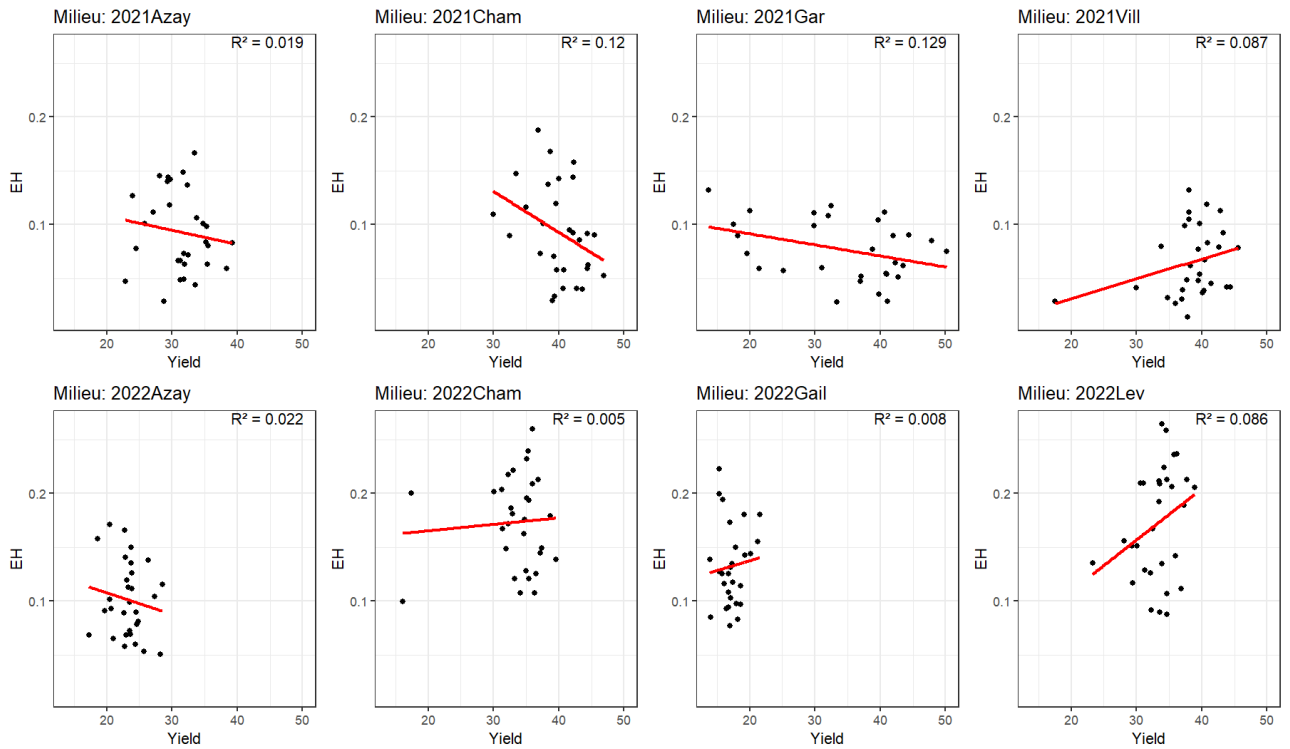 Milieu: 2021Azay
R² = 0.019
0.2
0.1
EH
20 30 40 50
Yield
Milieu: 2021Cham
R² = 0.12
0.2
0.1
EH
20 30 40 50
Yield
Milieu: 2021Gar
R² = 0.129
0.2
0.1
EH
20 30 40 50
Yield
Milieu: 2021Vill
R² = 0.087
0.2
0.1
EH
20 30 40 50
Yield
Milieu: 2022Azay
R² = 0.022
0.2
0.1
EH
20 30 40 50
Yield
Milieu: 2022Cham
R² = 0.005
0.2
0.1
EH
20 30 40 50
Yield
Milieu: 2022Gail
R² = 0.008
0.2
0.1
EH
20 30 40 50
Yield
Milieu: 2022Lev
R² = 0.086
0.2
0.1
EH
20 30 40 50
Yield